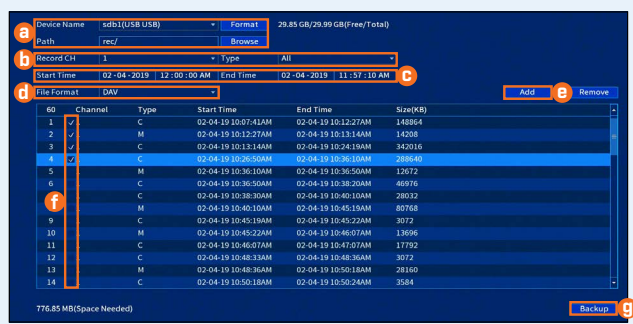 Device Name sdb1(USB USB) Format 29.85 GB/29.99 GB(Free/Total)
a
Path rec/ Browse
b Record CH 1 Type All
Start Time 02 -04 -2019 12 : 00 : 00 AM End Time 02 -04 -2019 11 : 57 : 10 AM c
d File Format DAV Add e Remove
60 Channel Type Start Time End Time Size(KB)
1 C 02-04-19 10:07:41AM 02-04-19 10:12:27AM 148864
2 M 02-04-19 10:12:27AM 02-04-19 10:13:14AM 14208
3 C 02-04-19 10:13:14AM 02-04-19 10:24:19AM 342016
4 C 02-04-19 10:26:50AM 02-04-19 10:36:10AM 288640
5 M 02-04-19 10:36:10AM 02-04-19 10:36:50AM 12672
6 C 02-04-19 10:36:50AM 02-04-19 10:38:20AM 46976
f C 02-04-19 10:38:30AM 02-04-19 10:40:10AM 28032
M 02-04-19 10:40:10AM 02-04-19 10:45:19AM 80768
9 C 02-04-19 10:45:19AM 02-04-19 10:45:22AM 3072
10 M 02-04-19 10:45:22AM 02-04-19 10:46:07AM 13696
11 C 02-04-19 10:46:07AM 02-04-19 10:47:07AM 17792
12 C 02-04-19 10:48:33AM 02-04-19 10:48:36AM 3072
13 M 02-04-19 10:48:36AM 02-04-19 10:50:18AM 28160
14 C 02-04-19 10:50:18AM 02-04-19 10:50:24AM 3584
776.85 MB(Space Needed) Backup g